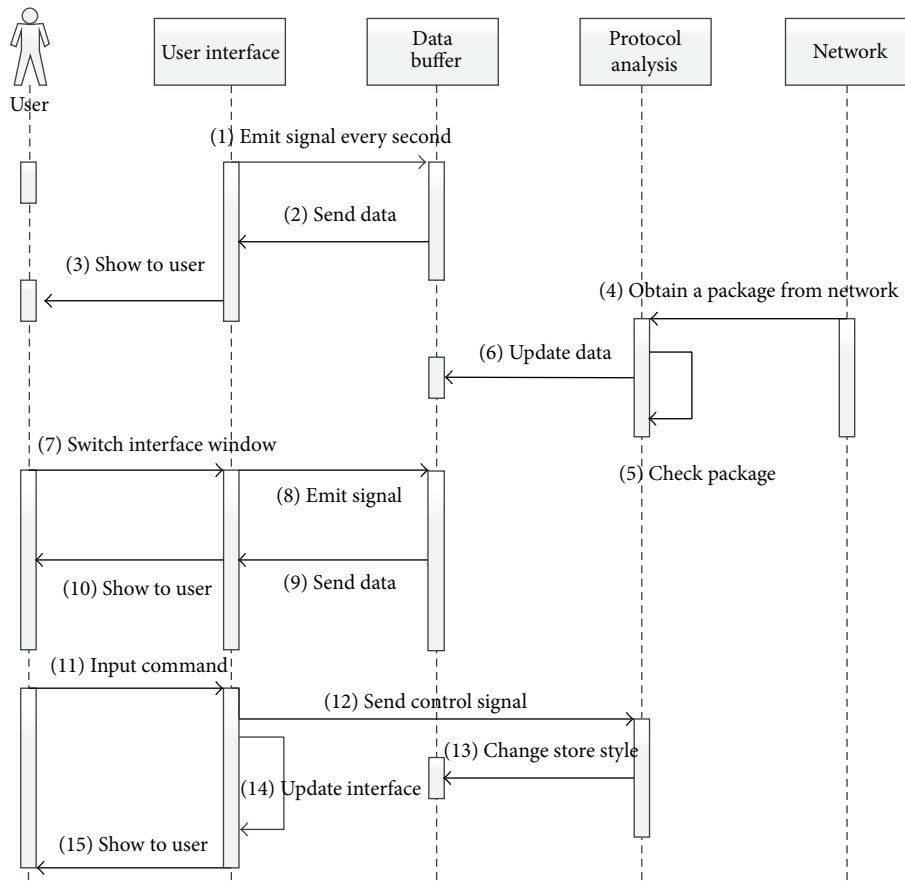 User
User interface
Data
buffer
Protocol
analysis
Network
(1) Emit signal every second
(2) Send data
(3) Show to user
(4) Obtain a package from network
(6) Update data
(7) Switch interface window
(5) Check package
(8) Emit signal
(9) Send data
(10) Show to user
(11) Input command
(12) Send control signal
(13) Change store style
(14) Update interface
(15) Show to user